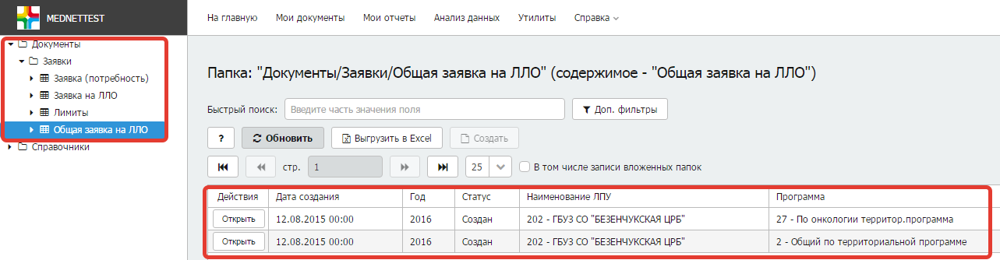 MEDNETTEST
На главную Мои документы Мои отчеты Анализ данных Утилиты Справка
Документы
Заявки
Заявка (потребность)
Заявка на ЛЛО
Лимиты
Общая заявка на ЛЛО
Справочники
Папка: "Документы/Заявки/Общая заявка на ЛЛО" (содержимое - "Общая заявка на ЛЛО")
Быстрый поиск: Введите часть значения поля Доп. фильтры
? Обновить Выгрузить в Excel Создать
стр. 1 25 В том числе записи вложенных папок
Действия Дата создания Год Статус Наименование ЛПУ Программа
Открыть 12.08.2015 00:00 2016 Создан 202 - ГБУЗ СО "БЕЗЕНЧУКСКАЯ ЦРБ" 27 - По онкологии территор.программа
Открыть 12.08.2015 00:00 2016 Создан 202 - ГБУЗ СО "БЕЗЕНЧУКСКАЯ ЦРБ" 2 - Общий по территориальной программе